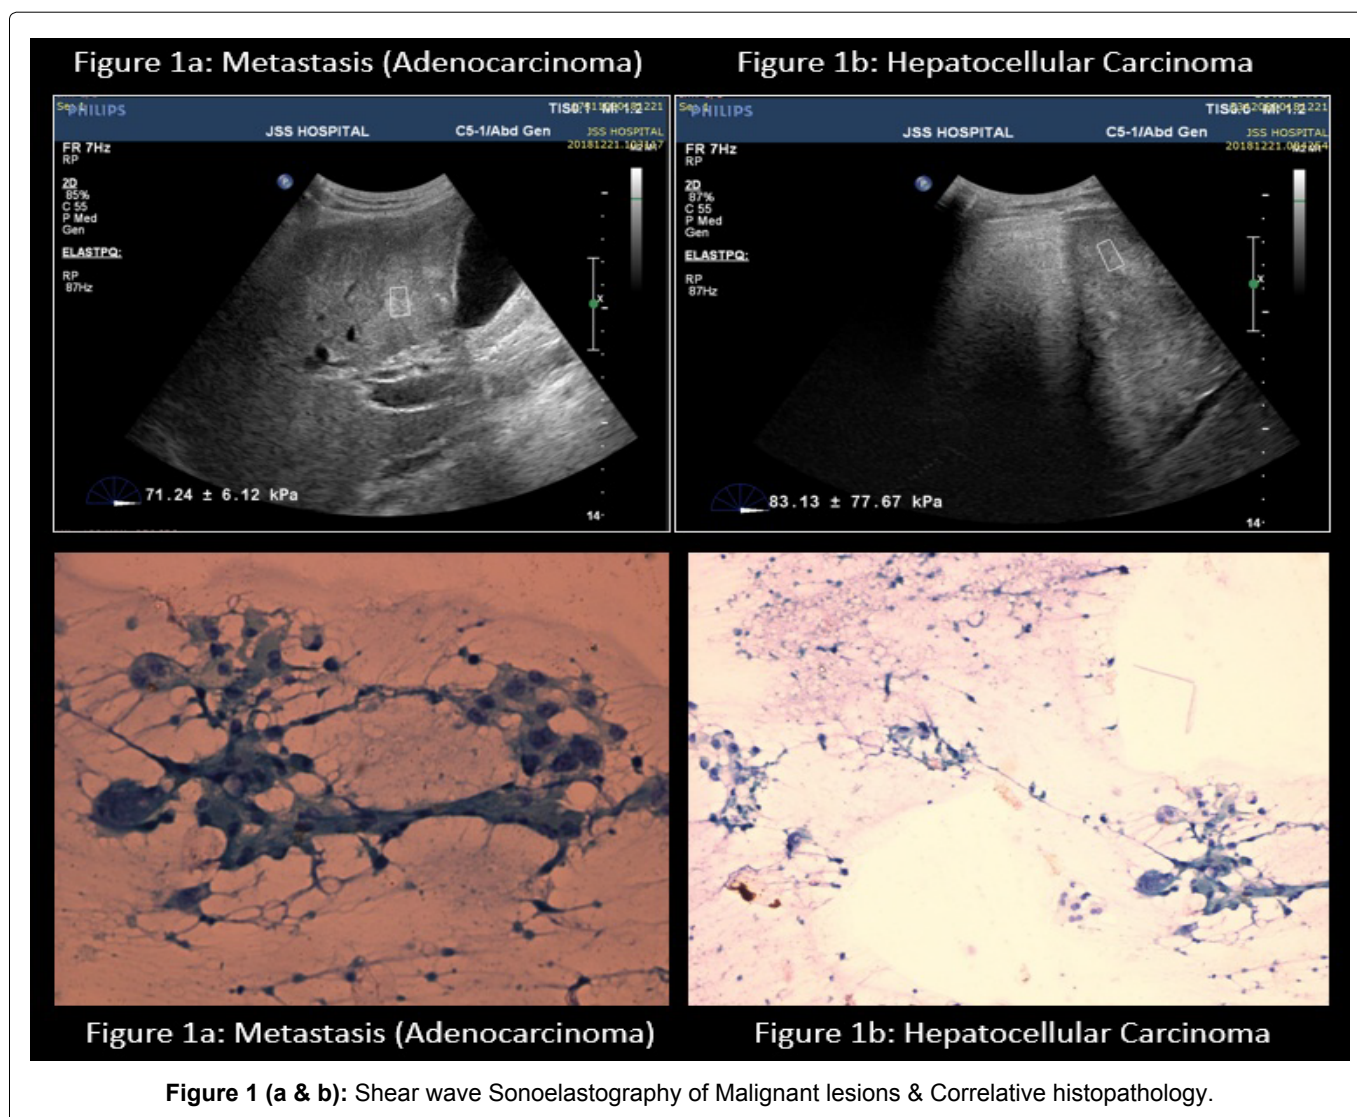 Figure 1a: Metastasis (Adenocarcinoma)
Figure 1b: Hepatocellular Carcinoma
PHILIPS
JSS HOSPITAL
C5-1/Abd Gen
JSS HOSPITAL
FR 7Hz
RP
2D
85%
C 55
P Med
Gen
ELASTPQ:
RP
87Hz
71.24 ± 6.12 kPa
14
PHILIPS
JSS HOSPITAL
C5-1/Abd Gen
JSS HOSPITAL
FR 7Hz
RP
2D
87%
C 55
P Med
Gen
ELASTPQ:
RP
87Hz
X
83.13 ± 77.67 kPa
14
Figure 1a: Metastasis (Adenocarcinoma)
Figure 1b: Hepatocellular Carcinoma
Figure 1 (a & b): Shear wave Sonoelastography of Malignant lesions & Correlative histopathology.